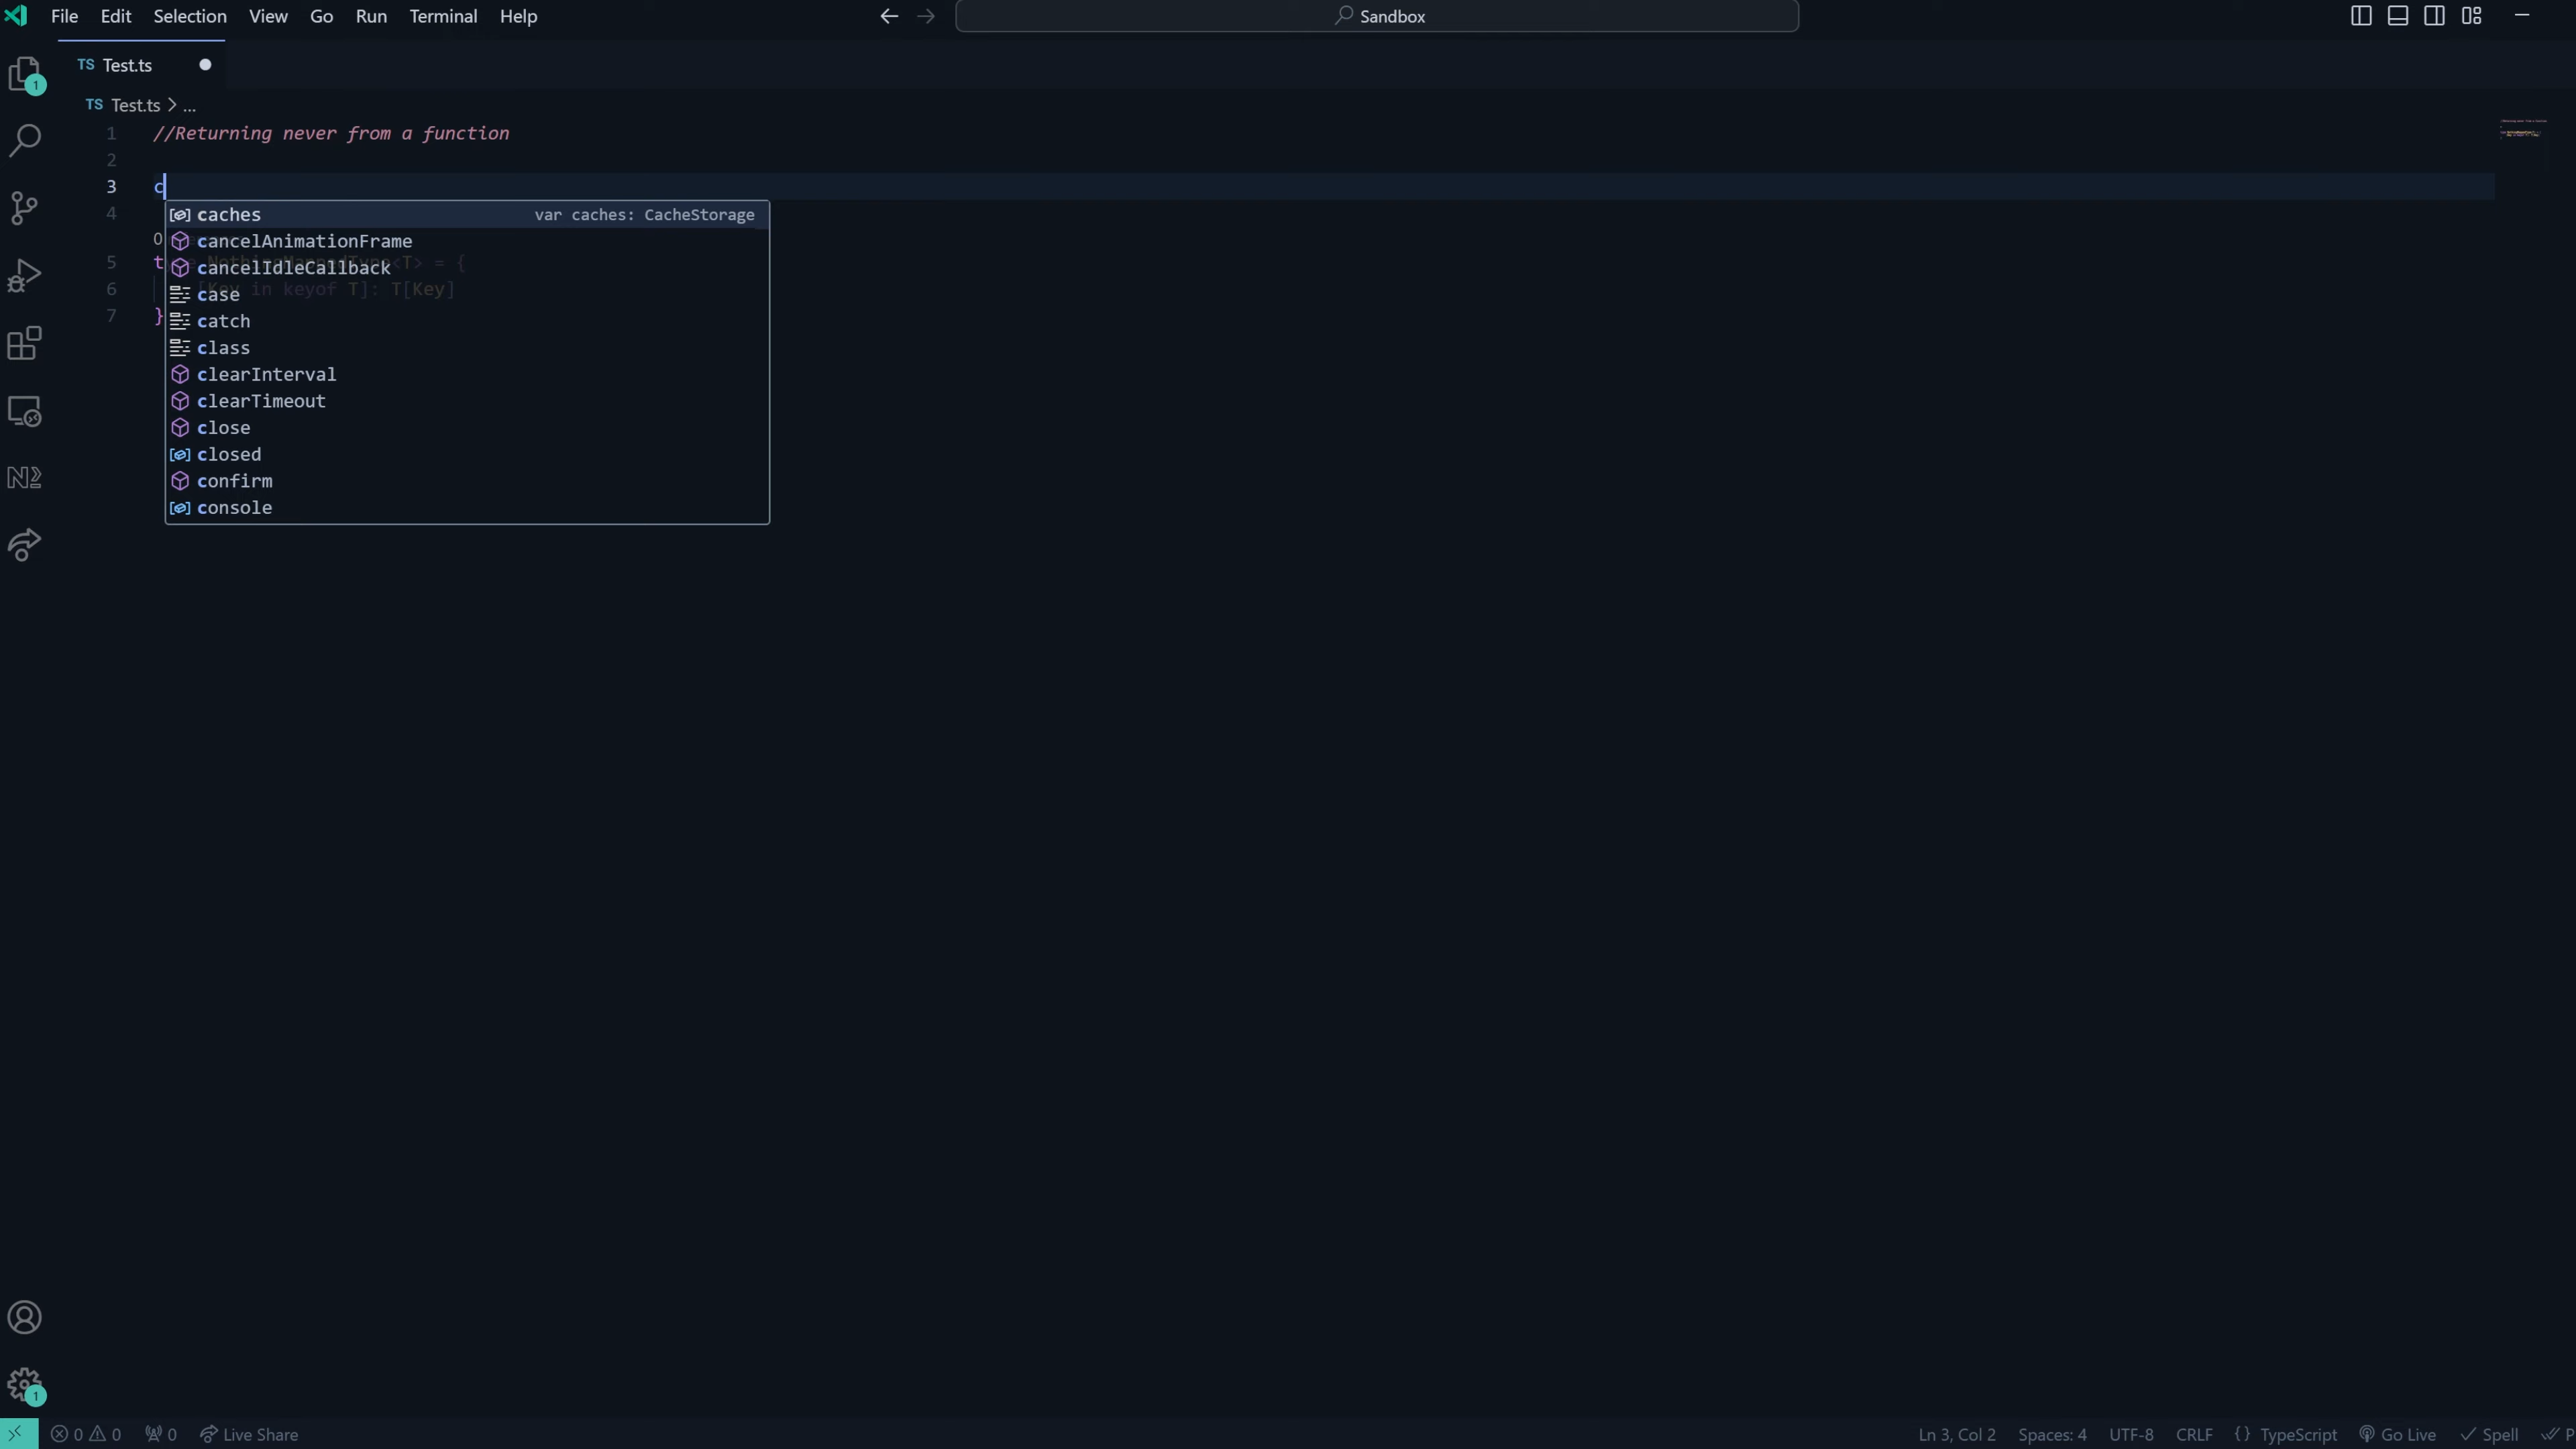 File Edit Selection View Go Run Terminal Help
Sandbox
TS Test.ts
1
TS Test.ts > ...
1 //Returning never from a function
2
3 c
4
caches var caches: CacheStorage
cancelAnimationFrame
5
cancelIdleCallback
6 [Key in keyof T]: T[Key]
case
7 }
catch
class
clearInterval
clearTimeout
close
closed
confirm
console
1
0 0 0 Live Share
Ln 3, Col 2 Spaces: 4 UTF-8 CRLF {} TypeScript Go Live Spell P